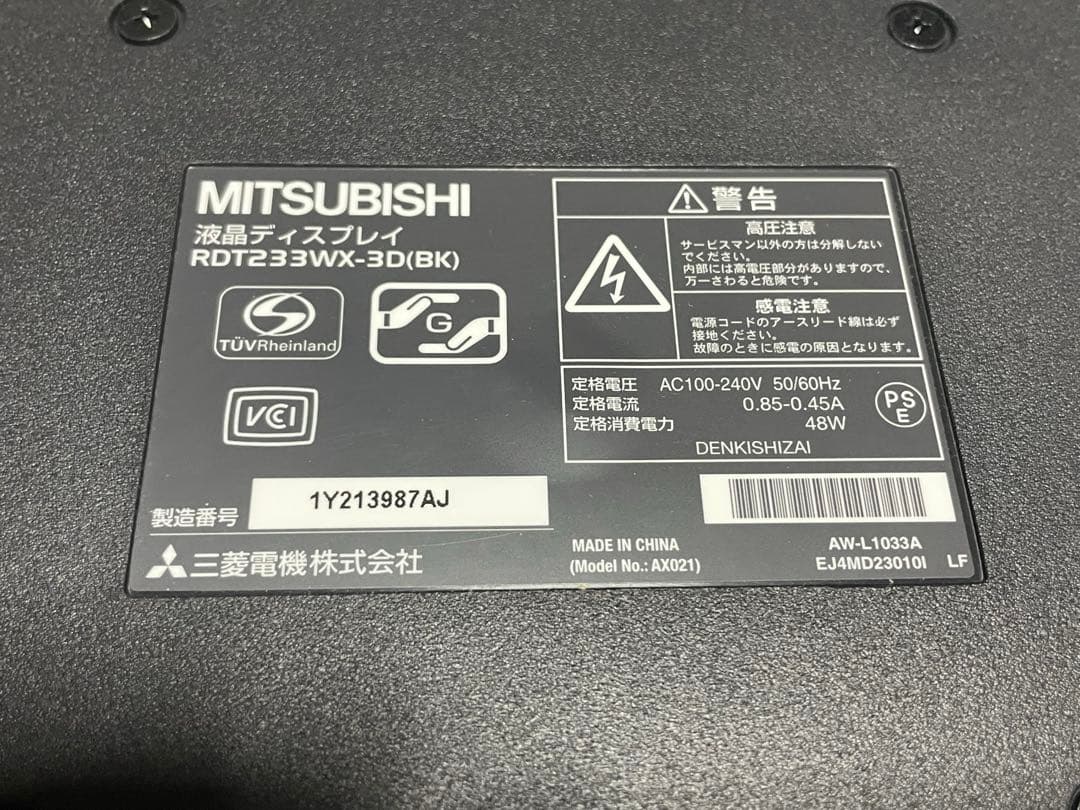 MITSUBISHI
液晶ディスプレイ
RDT233WX-3D(BK)
TÜVRheinland
G
VCCI
製造番号 1Y213987AJ
三菱電機株式会社
警告
高圧注意
サービスマン以外の方は分解しない
でください。
内部には高電圧部分がありますので、
万一さわると危険です。
感電注意
電源コードのアースリード線は必ず
接地ください。
故障のときに感電の原因となります。
定格電圧 AC100-240V 50/60Hz
定格電流 0.85-0.45A
定格消費電力 48W
PS
E
DENKISHIZAI
MADE IN CHINA
(Model No.: AX021)
AW-L1033A
EJ4MD23010I LF